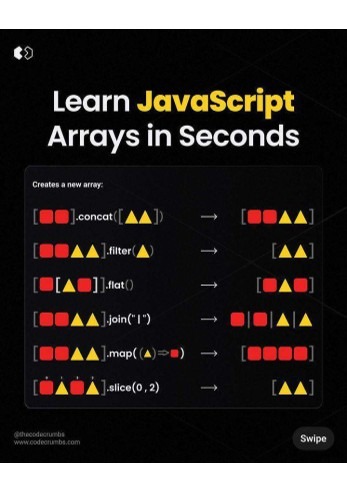 Learn JavaScript
Arrays in Seconds
Creates a new array:
[🟥🟥].concat([▲▲]) → [🟥🟥▲▲]
[🟥🟥▲▲].filter(▲) → [▲▲]
[🟥[▲🟥]].flat() → [🟥▲🟥]
[🟥🟥▲▲].join("|") → 🟥|🟥|▲|▲
[🟥🟥▲▲].map((▲)⇨🟥) → [🟥🟥🟥🟥]
[🟥▲🟥▲].slice(0 , 2) → [▲▲]
@thecodecrumbs
www.codecrumbs.com
Swipe